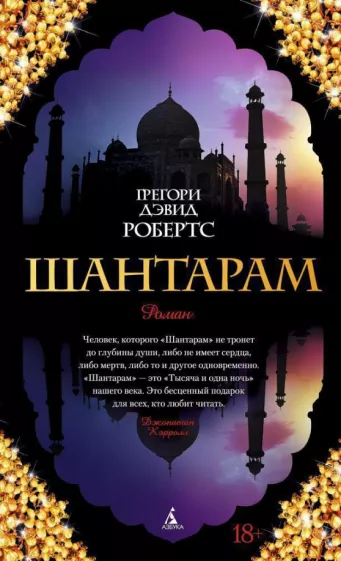 ГРЕГОРИ
ДЭВИД
РОБЕРТС
ШАНТАРАМ
Роман
Человек, которого «Шантарам» не тронет
до глубины души, либо не имеет сердца,
либо мертв, либо то и другое одновременно.
«Шантарам» — это «Тысяча и одна ночь»
нашего века. Это бесценный подарок
для всех, кто любит читать.
Джонатан
Кэрролл
АЗБУКА
18+